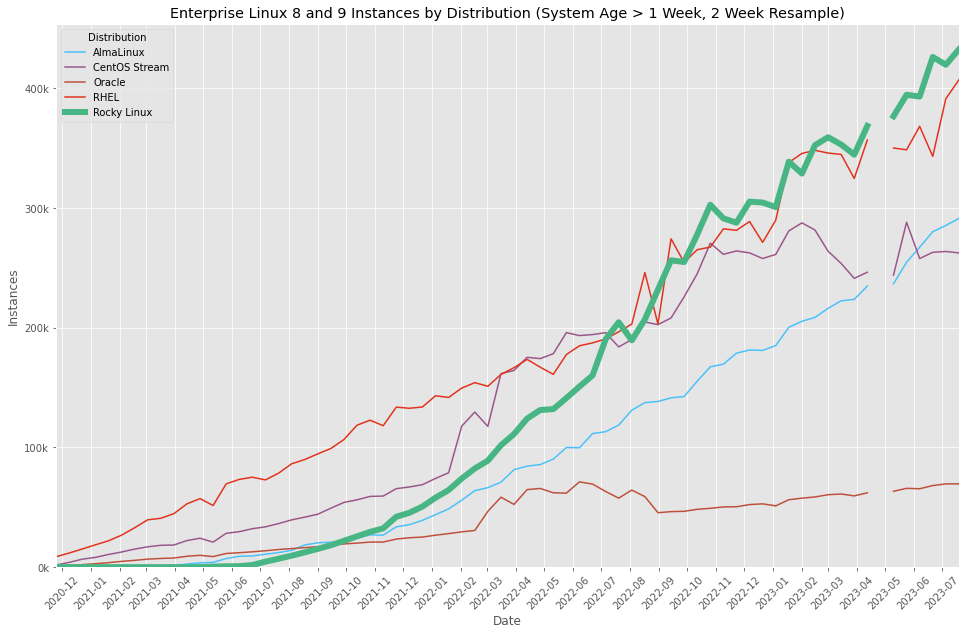 Enterprise Linux 8 and 9 Instances by Distribution (System Age > 1 Week, 2 Week Resample)
Distribution
AlmaLinux
CentOS Stream
Oracle
RHEL
Rocky Linux
400k
300k
200k
100k
0k
Instances
2020-12
2021-01
2021-02
2021-03
2021-04
2021-05
2021-06
2021-07
2021-08
2021-09
2021-10
2021-11
2021-12
2022-01
2022-02
2022-03
2022-04
2022-05
2022-06
2022-07
2022-08
2022-09
2022-10
2022-11
2022-12
2023-01
2023-02
2023-03
2023-04
2023-05
2023-06
2023-07
Date